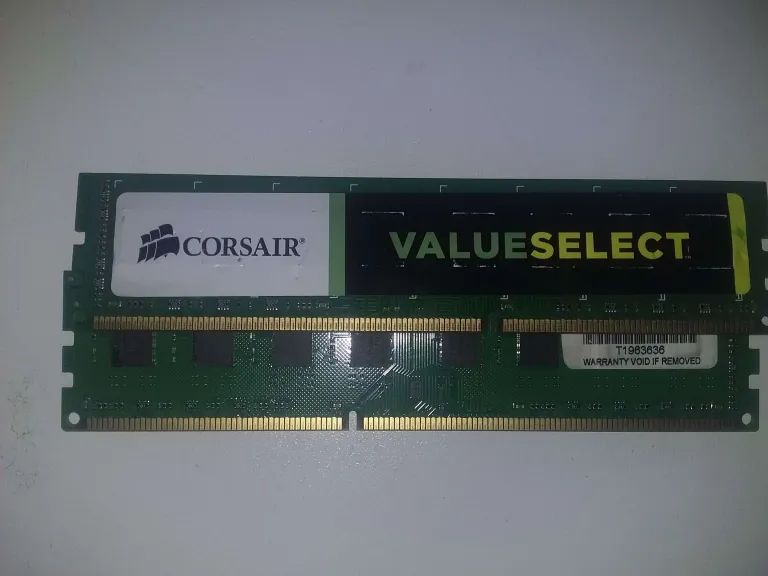 CORSAIR®
VALUESELECT
T1963636
WARRANTY VOID IF REMOVED